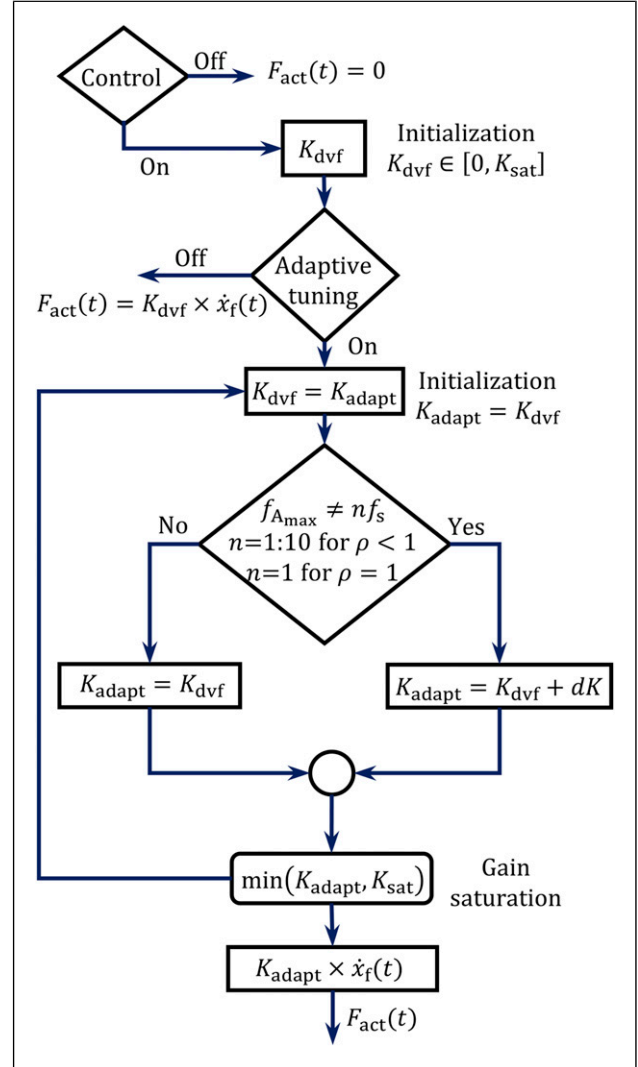 Control
Off
F_act(t) = 0
On
K_dvf
Initialization
K_dvf ∈ [0, K_sat]
Off
Adaptive
tuning
F_act(t) = K_dvf × ẋ_f(t)
On
K_dvf = K_adapt
Initialization
K_adapt = K_dvf
No
f_A_max ≠ nf_s
n=1:10 for ρ < 1
n=1 for ρ = 1
Yes
K_adapt = K_dvf
K_adapt = K_dvf + dK
min(K_adapt, K_sat)
Gain
saturation
K_adapt × ẋ_f(t)
F_act(t)